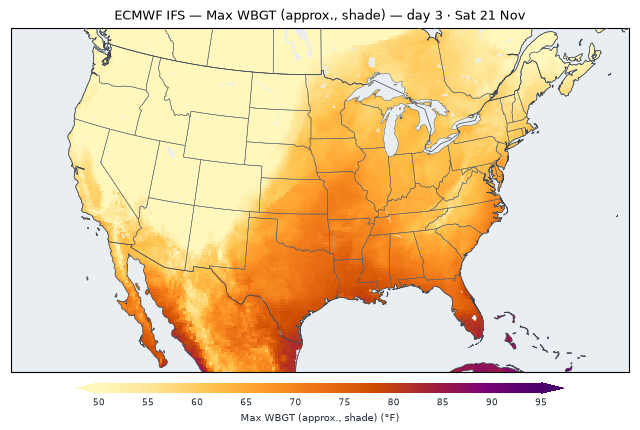 ECMWF IFS — Max WBGT (approx., shade) — day 3 · Sat 21 Nov
50 55 60 65 70 75 80 85 90 95
Max WBGT (approx., shade) (°F)